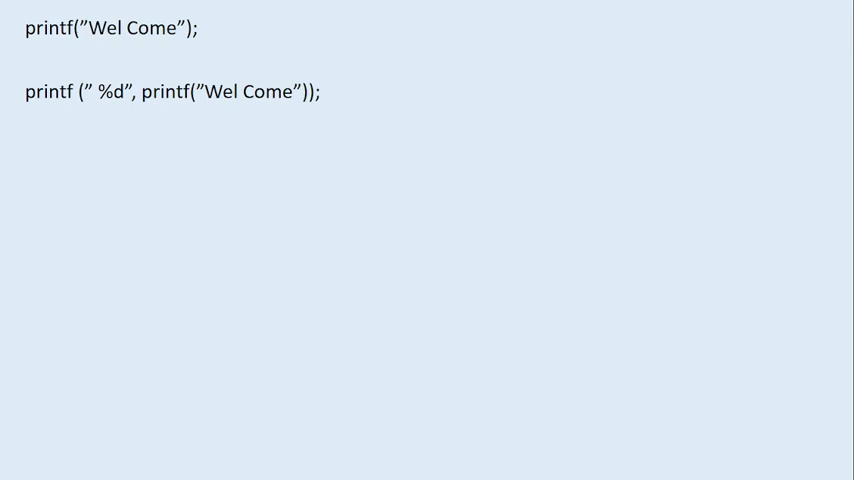 printf(”Wel Come”);
printf (” %d”, printf(”Wel Come”));